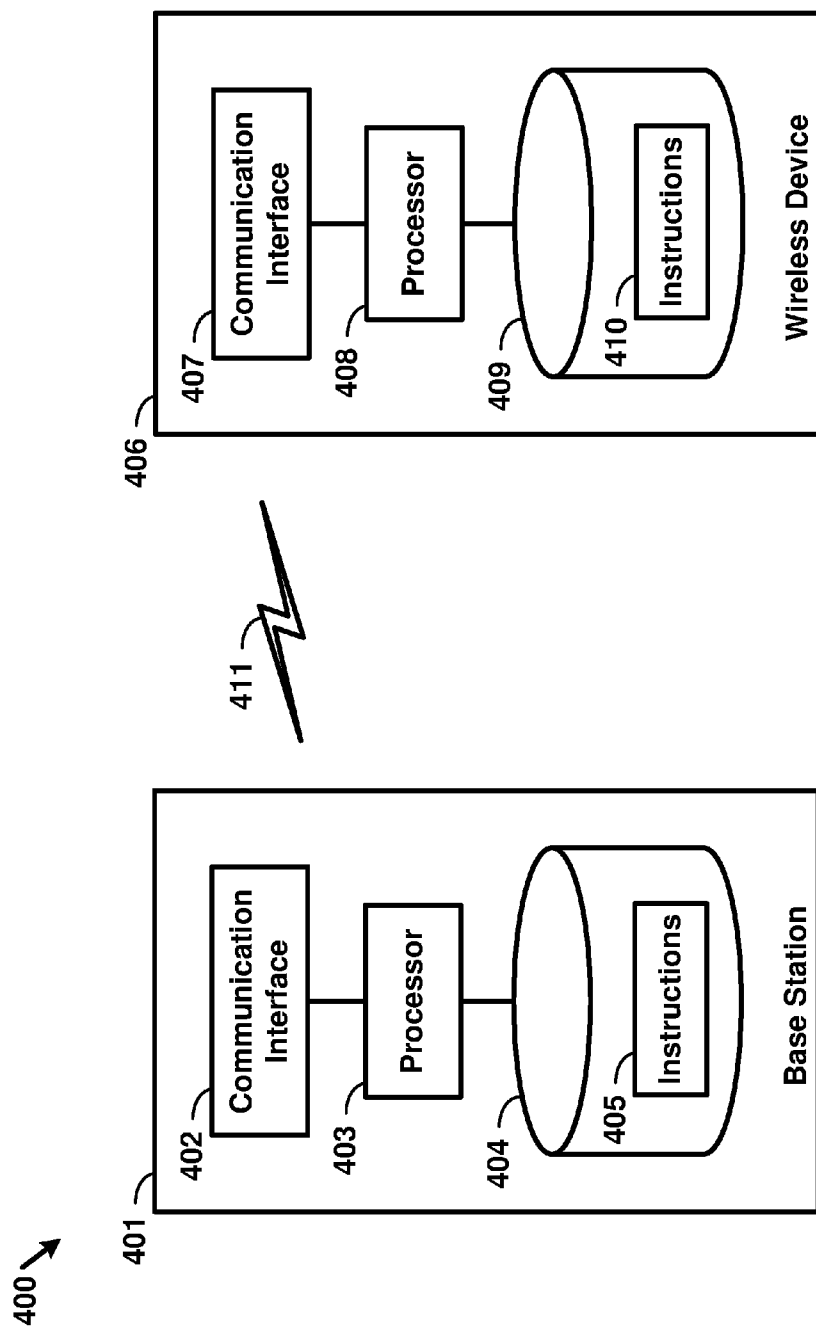 400
401
402
Communication
Interface
403
Processor
404
405
Instructions
Base Station
411
406
407
Communication
Interface
408
Processor
409
410
Instructions
Wireless Device